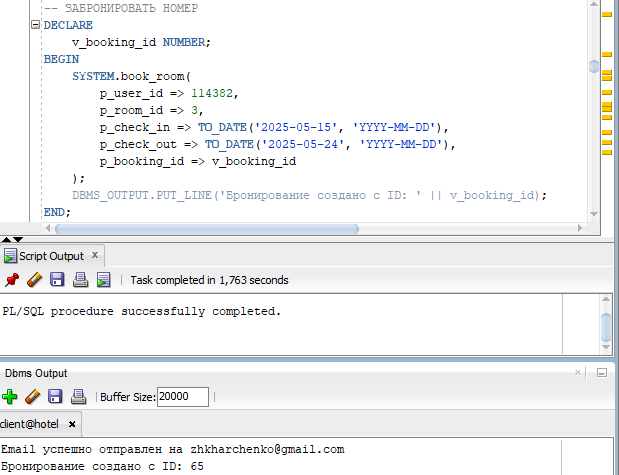 -- ЗАБРОНИРОВАТЬ НОМЕР
DECLARE
v_booking_id NUMBER;
BEGIN
SYSTEM.book_room(
p_user_id => 114382,
p_room_id => 3,
p_check_in => TO_DATE('2025-05-15', 'YYYY-MM-DD'),
p_check_out => TO_DATE('2025-05-24', 'YYYY-MM-DD'),
p_booking_id => v_booking_id
);
DBMS_OUTPUT.PUT_LINE('Бронирование создано с ID: ' || v_booking_id);
END;
Script Output x
Task completed in 1,763 seconds
PL/SQL procedure successfully completed.
Dbms Output
Buffer Size: 20000
client@hotel x
Email успешно отправлен на zhkharchenko@gmail.com
Бронирование создано с ID: 65